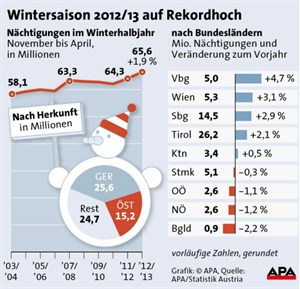 Wintersaison 2012/13 auf Rekordhoch
Nächtigungen im Winterhalbjahr
November bis April,
in Millionen
65,6
+1,9 %
58,1
63,3
64,3
Nach Herkunft
in Millionen
GER
25,6
Rest
24,7
ÖST
15,2
'03/
'04
'07/
08
'11/
12
'12/
13
nach Bundesländern
Mio. Nächtigungen und
Veränderung zum Vorjahr
Vbg 5,0 +4,7 %
Wien 5,3 +3,1 %
Sbg 14,5 +2,9 %
Tirol 26,2 +2,1 %
Ktn 3,4 +0,5 %
Stmk 5,1 -0,3 %
OÖ 2,6 -1,1 %
NÖ 2,6 -1,2 %
Bgld 0,9 -2,2 %
vorläufige Zahlen, gerundet
Grafik: © APA, Quelle:
APA/Statistik Austria
APA